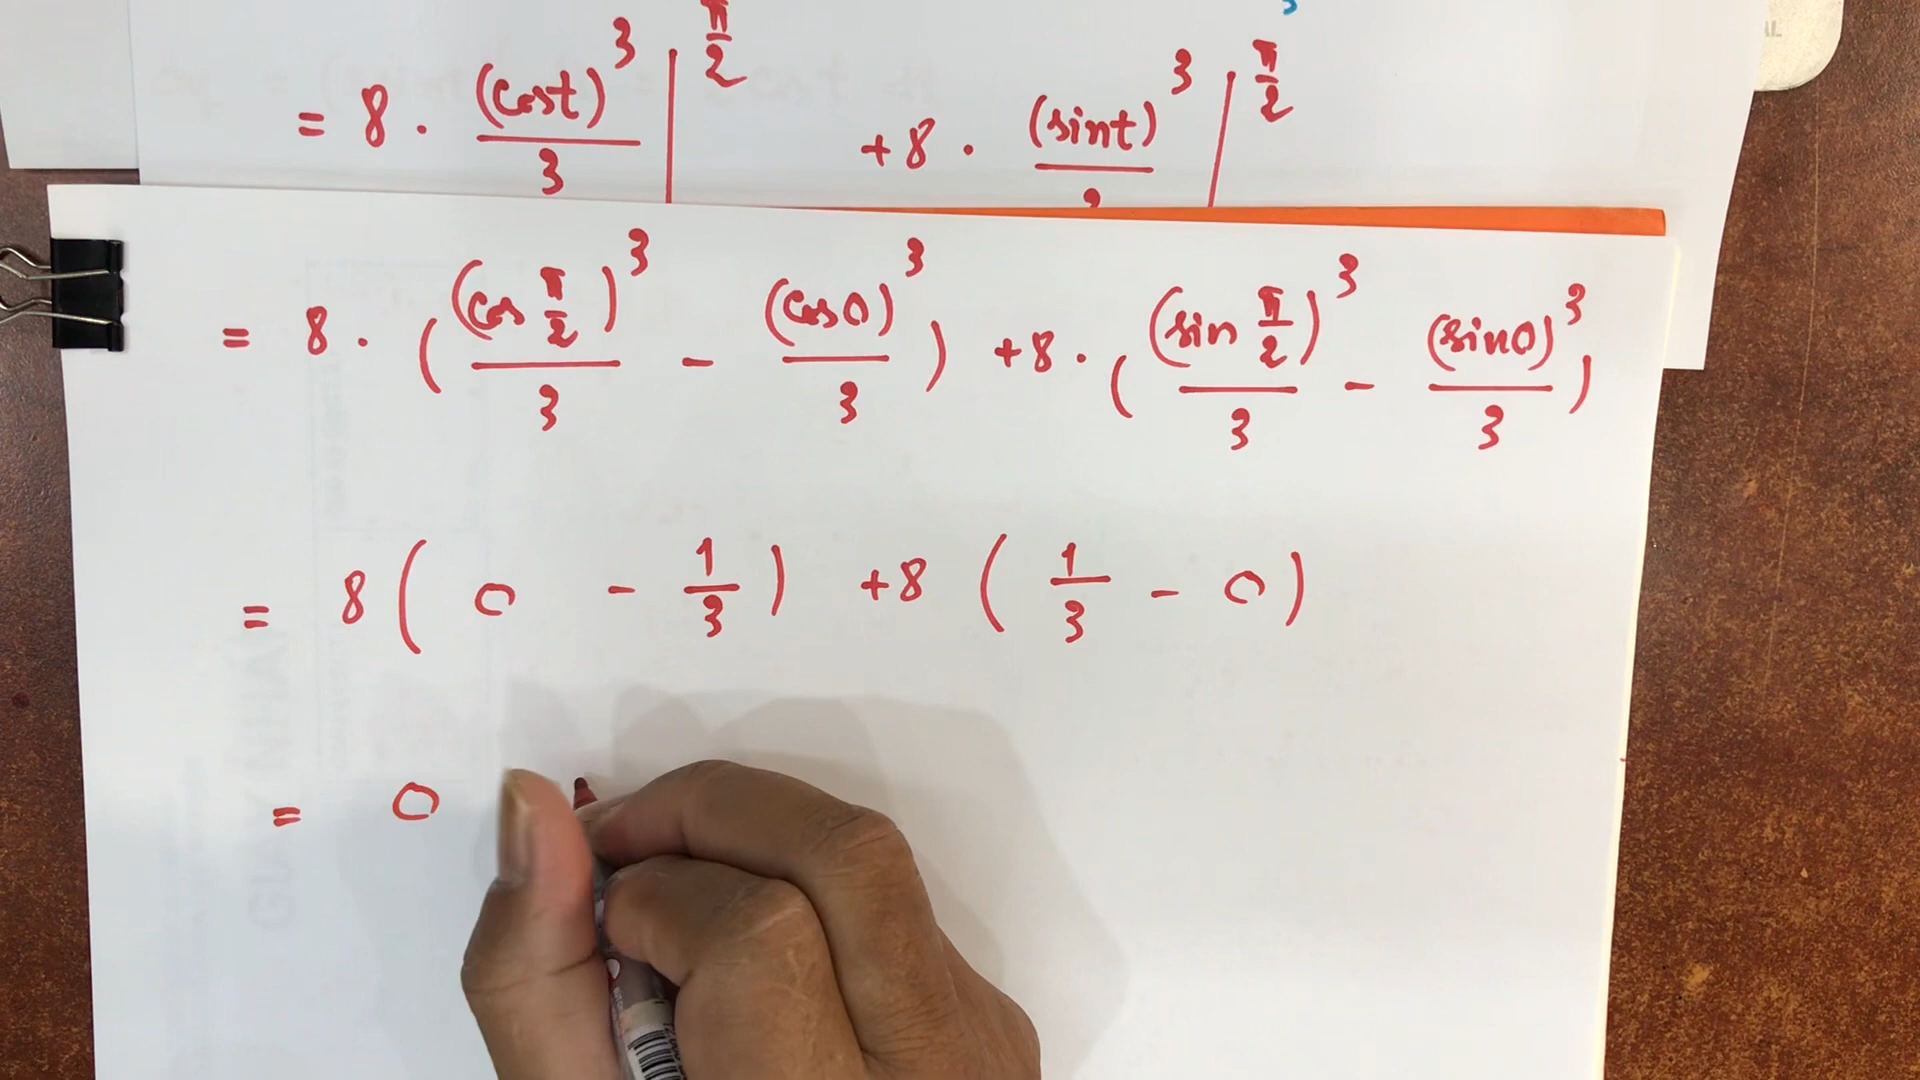 = 8 · (cost)³/3 |^π/2 + 8 · (sint)³/3 |^π/2
= 8 · ((cos π/2)³/3 - (cos0)³/3) + 8 · ((sin π/2)³/3 - (sin0)³/3)
= 8 (0 - 1/3) + 8 (1/3 - 0)
= 0